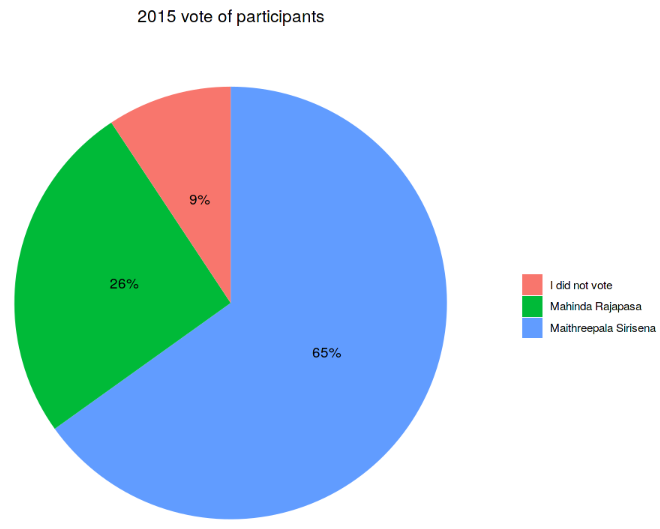 2015 vote of participants
9%
26%
65%
I did not vote
Mahinda Rajapasa
Maithreepala Sirisena